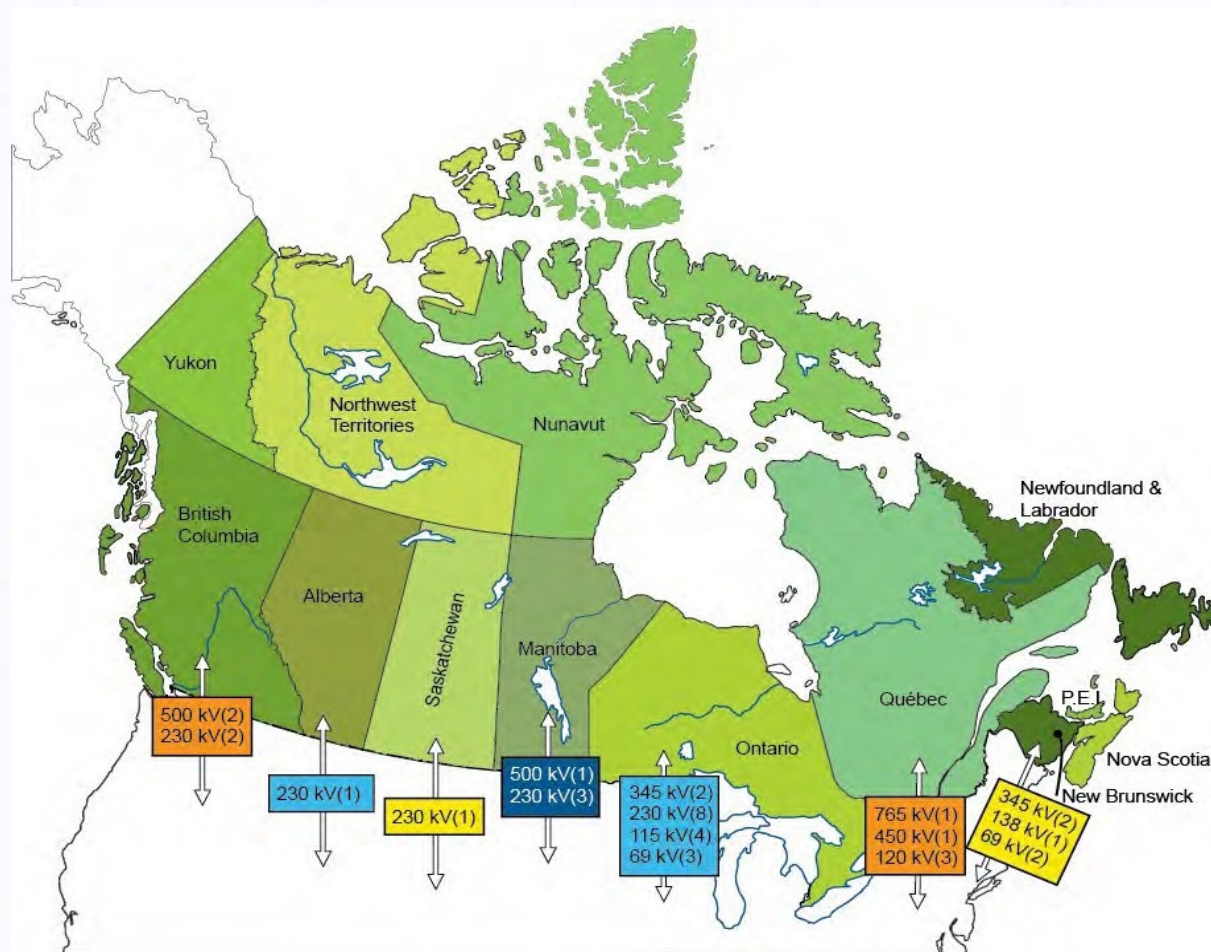 Yukon
Northwest
Territories
Nunavut
British
Columbia
Alberta
Saskatchewan
Manitoba
Ontario
Québec
Newfoundland &
Labrador
P.E.I.
Nova Scotia
New Brunswick
500 kV(2)
230 kV(2)
230 kV(1)
230 kV(1)
500 kV(1)
230 kV(3)
345 kV(2)
230 kV(8)
115 kV(4)
69 kV(3)
765 kV(1)
450 kV(1)
120 kV(3)
345 kV(2)
138 kV(1)
69 kV(2)